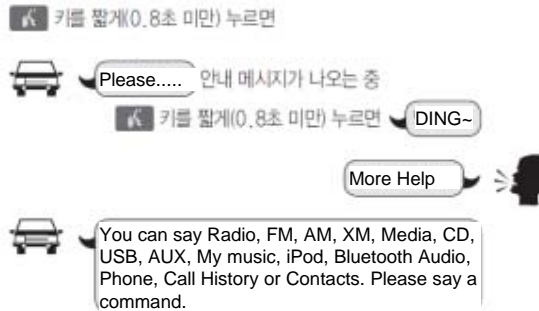 키를 짧게(0.8초 미만) 누르면
Please..... 안내 메시지가 나오는 중
키를 짧게(0.8초 미만) 누르면 DING~
More Help
You can say Radio, FM, AM, XM, Media, CD,
USB, AUX, My music, iPod, Bluetooth Audio,
Phone, Call History or Contacts. Please say a
command.